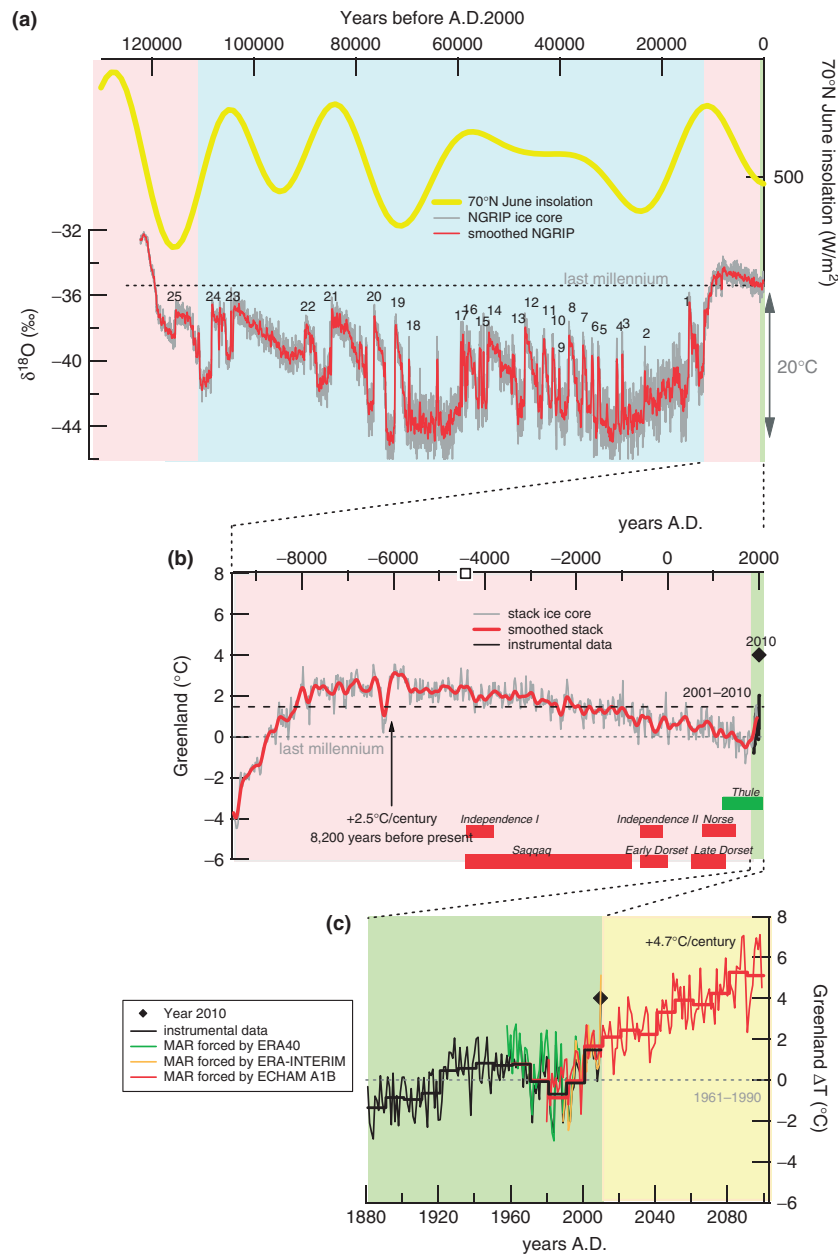 (a)
Years before A.D.2000
120000 100000 80000 60000 40000 20000 0
70°N June insolation (W/m²)
500
70°N June insolation
NGRIP ice core
smoothed NGRIP
−32
−36
−40
−44
δ¹⁸O (‰)
last millennium
25 24 23 22 21 20 19 18 17 16 15 14 13 12 11 10 9 8 7 6 5 4 3 2 1
20°C
years A.D.
(b)
−8000 −6000 −4000 −2000 0 2000
8
6
4
2
0
−2
−4
−6
Greenland (°C)
stack ice core
smoothed stack
instrumental data
2010
2001–2010
last millennium
+2.5°C/century
8,200 years before present
Thule
Independence I
Independence II
Norse
Saqqaq
Early Dorset
Late Dorset
(c)
+4.7°C/century
8
6
4
2
0
−2
−4
−6
Greenland ΔT (°C)
1961–1990
Year 2010
instrumental data
MAR forced by ERA40
MAR forced by ERA-INTERIM
MAR forced by ECHAM A1B
1880 1920 1960 2000 2040 2080
years A.D.